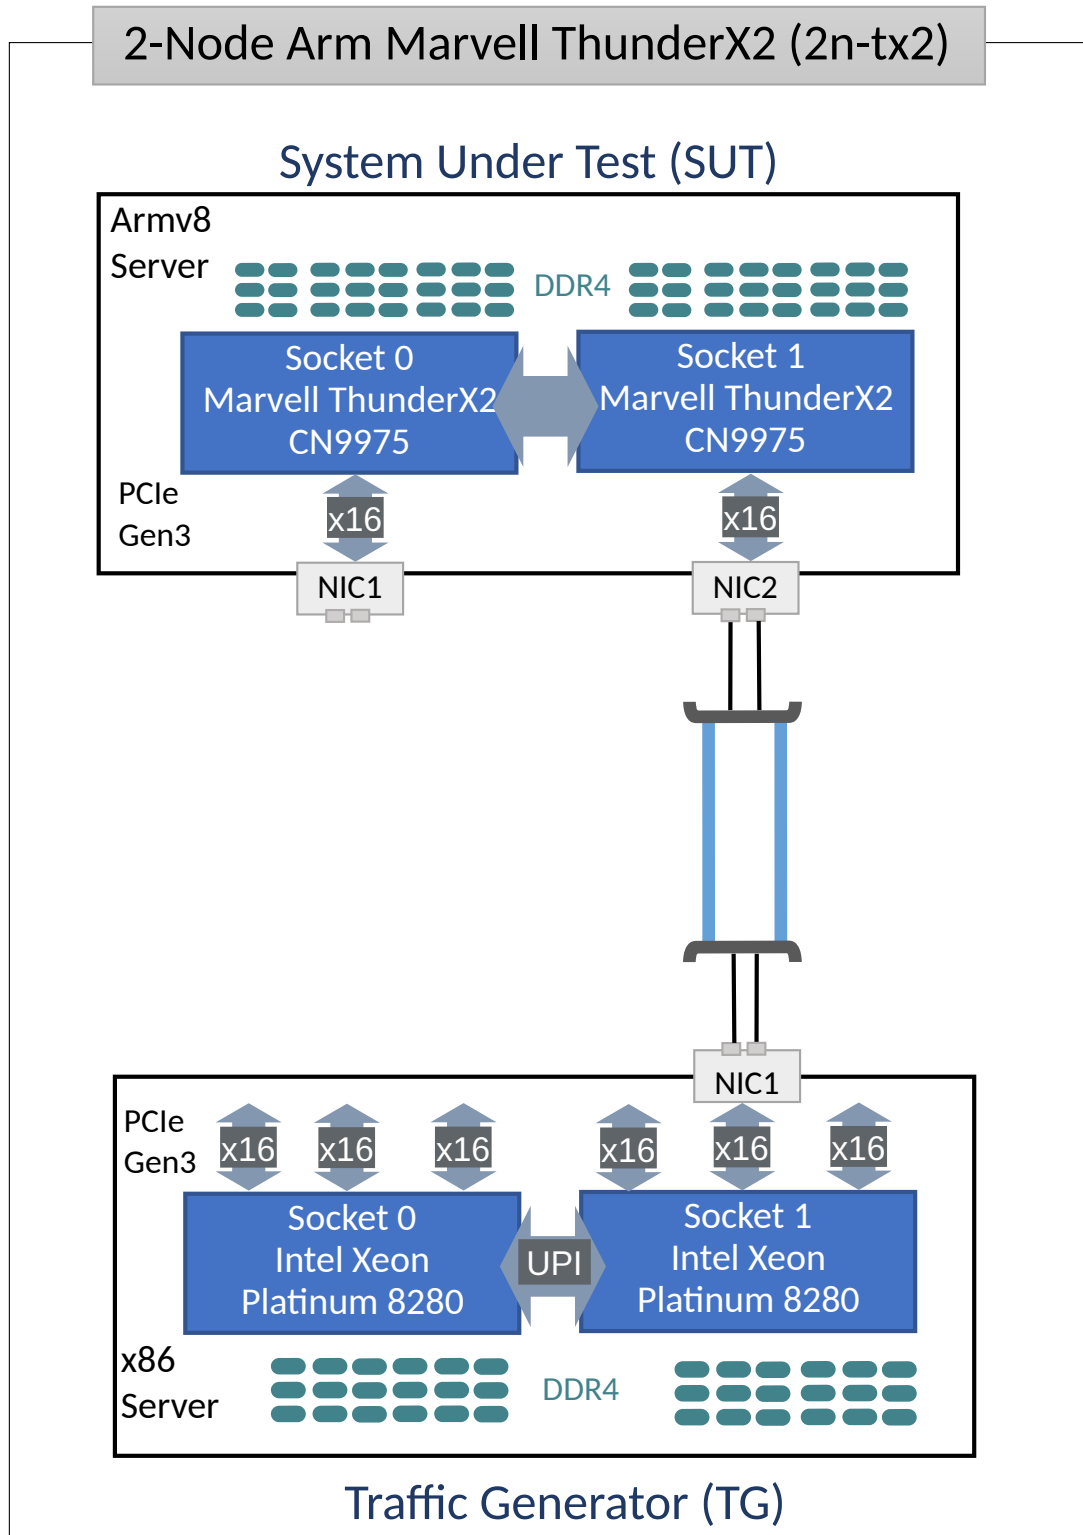 2-Node Arm Marvell ThunderX2 (2n-tx2)
System Under Test (SUT)
Armv8
Server
DDR4
Socket 0
Marvell ThunderX2
CN9975
Socket 1
Marvell ThunderX2
CN9975
PCIe
Gen3
x16
x16
NIC1
NIC2
NIC1
PCIe
Gen3
x16
x16
x16
x16
x16
x16
Socket 0
Intel Xeon
Platinum 8280
UPI
Socket 1
Intel Xeon
Platinum 8280
x86
Server
DDR4
Traffic Generator (TG)